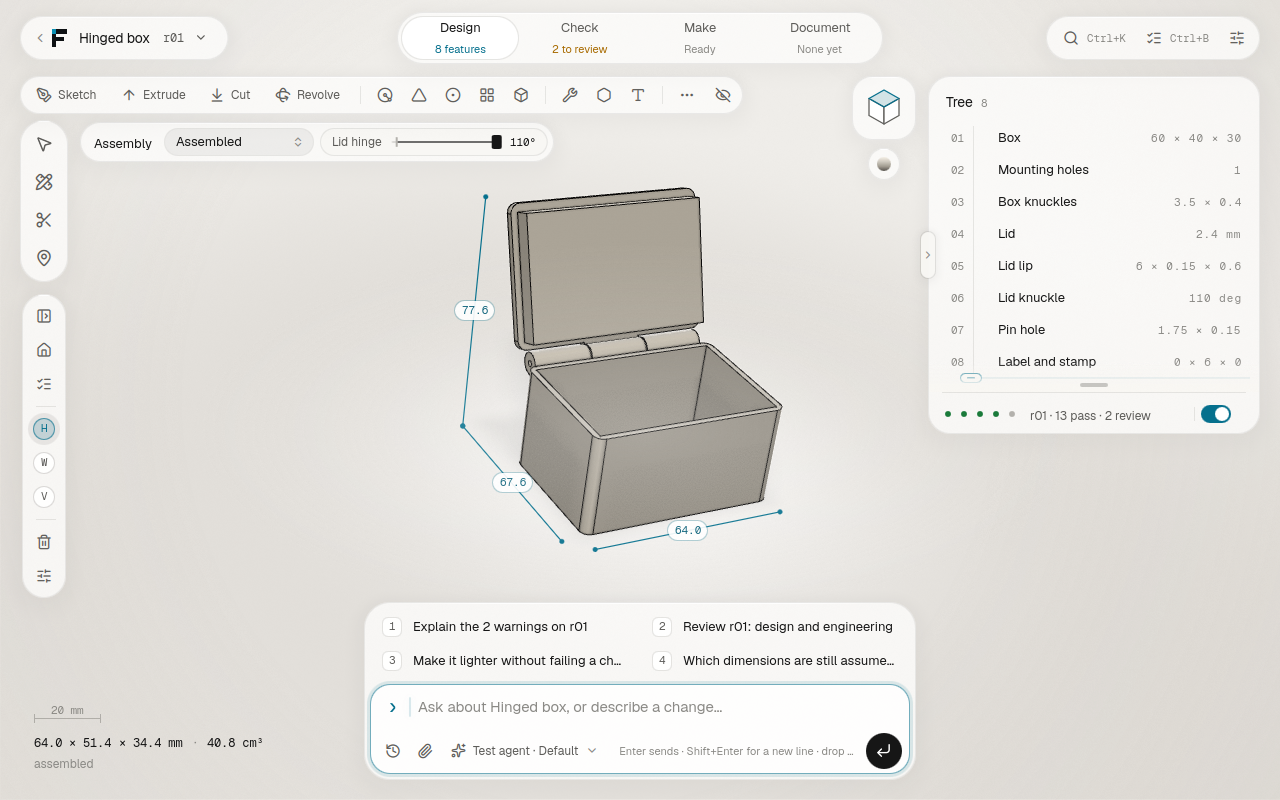 Hinged box r01
Design
8 features
Check
2 to review
Make
Ready
Document
None yet
Ctrl+K
Ctrl+B
Sketch
Extrude
Cut
Revolve
Assembly
Assembled
Lid hinge
110°
Tree 8
01 Box 60 × 40 × 30
02 Mounting holes 1
03 Box knuckles 3.5 × 0.4
04 Lid 2.4 mm
05 Lid lip 6 × 0.15 × 0.6
06 Lid knuckle 110 deg
07 Pin hole 1.75 × 0.15
08 Label and stamp 0 × 6 × 0
r01 · 13 pass · 2 review
H
W
V
77.6
67.6
64.0
1 Explain the 2 warnings on r01
2 Review r01: design and engineering
3 Make it lighter without failing a ch…
4 Which dimensions are still assume…
Ask about Hinged box, or describe a change…
Test agent · Default
Enter sends · Shift+Enter for a new line · drop …
20 mm
64.0 × 51.4 × 34.4 mm · 40.8 cm³
assembled